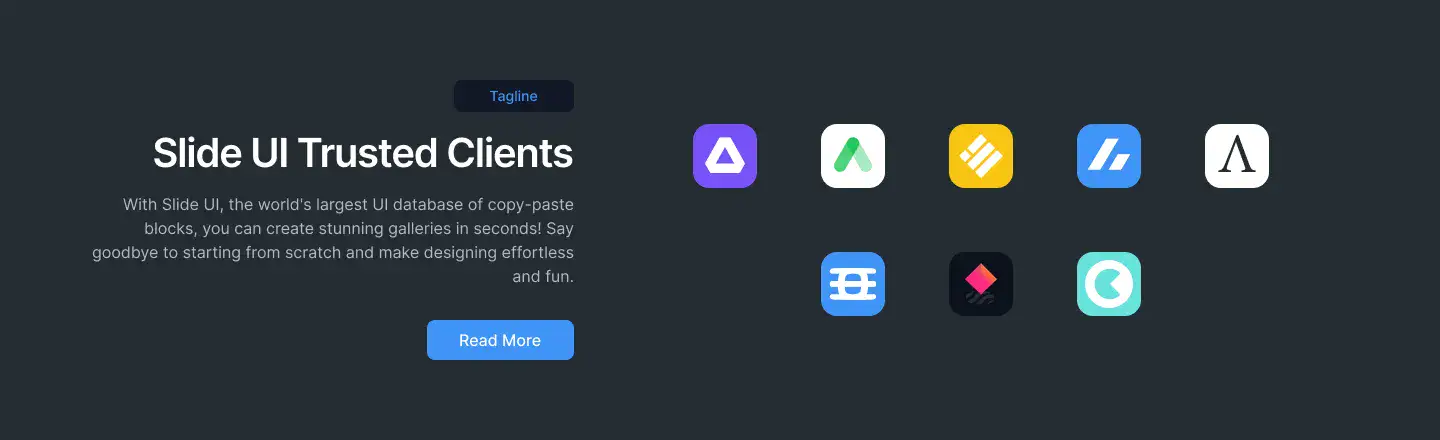 Tagline
Slide UI Trusted Clients
With Slide UI, the world's largest UI database of copy-paste
blocks, you can create stunning galleries in seconds! Say
goodbye to starting from scratch and make designing effortless
and fun.
Read More